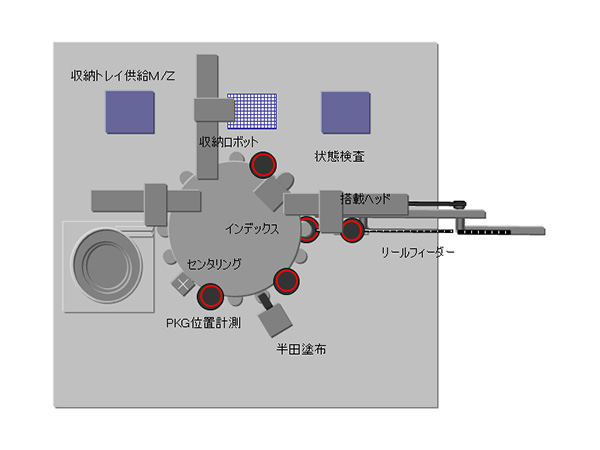 収納トレイ供給M/Z
収納ロボット
状態検査
搭載ヘッド
インデックス
リールフィーダー
センタリング
PKG位置計測
半田塗布